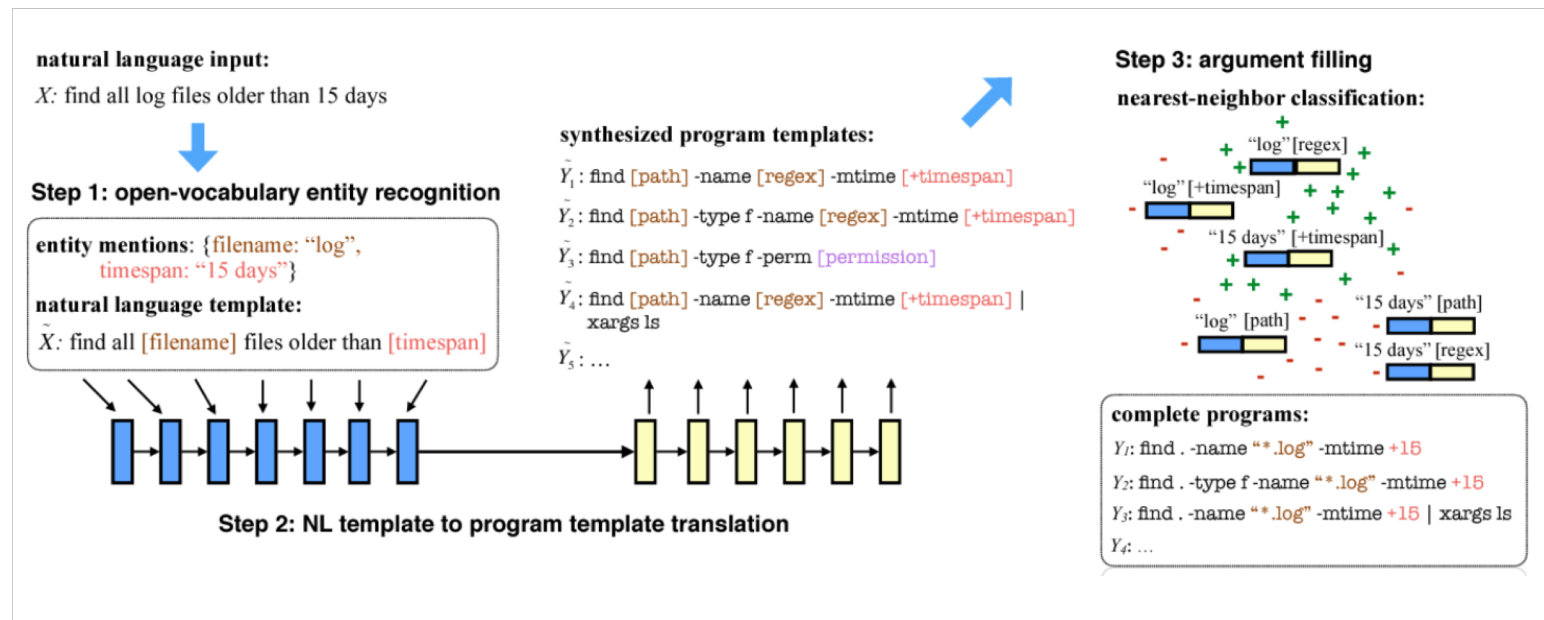 natural language input:
X: find all log files older than 15 days
Step 1: open-vocabulary entity recognition
entity mentions: {filename: “log”,
timespan: “15 days”}
natural language template:
X̃: find all [filename] files older than [timespan]
Step 2: NL template to program template translation
synthesized program templates:
Ỹ1: find [path] -name [regex] -mtime [+timespan]
Ỹ2: find [path] -type f -name [regex] -mtime [+timespan]
Ỹ3: find [path] -type f -perm [permission]
Ỹ4: find [path] -name [regex] -mtime [+timespan] |
xargs ls
Ỹ5: …
Step 3: argument filling
nearest-neighbor classification:
“log” [regex]
“log” [+timespan]
“15 days” [+timespan]
“15 days” [path]
“log” [path]
“15 days” [regex]
complete programs:
Y1: find . -name “*.log” -mtime +15
Y2: find . -type f -name “*.log” -mtime +15
Y3: find . -name “*.log” -mtime +15 | xargs ls
Y4: …